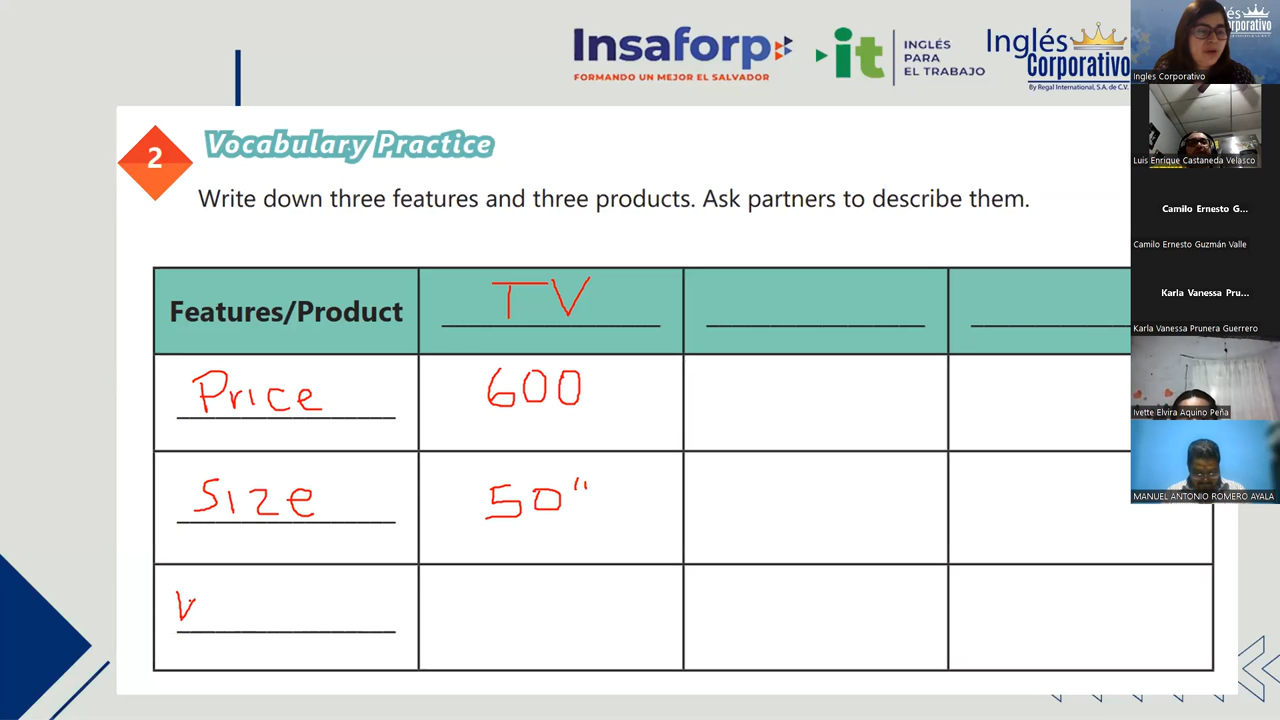 Insaforp
FORMANDO UN MEJOR EL SALVADOR
it
INGLÉS
PARA
EL TRABAJO
Inglés
Corporativo
By Regal International, S.A. de C.V.
Corporativo
Ingles Corporativo
Luis Enrique Castaneda Velasco
Camilo Ernesto G...
Camilo Ernesto Guzmán Valle
Karla Vanessa Pru...
Karla Vanessa Prunera Guerrero
Ivette Elvira Aquino Peña
MANUEL ANTONIO ROMERO AYALA
2
Vocabulary Practice
Write down three features and three products. Ask partners to describe them.
Features/Product TV
Price 600
Size 50"